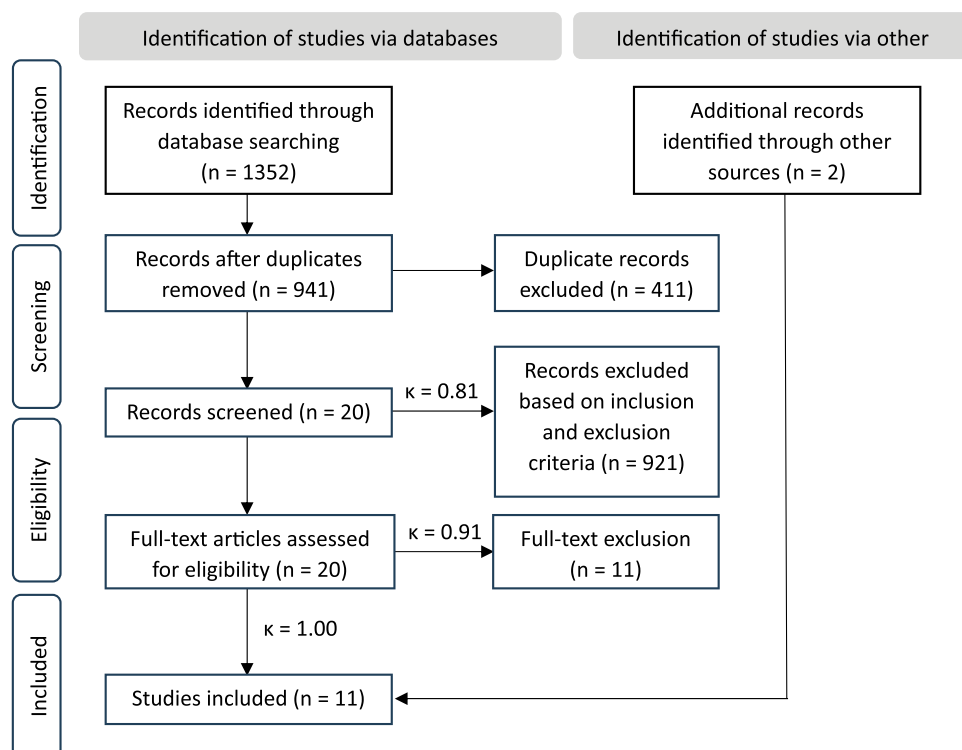 Identification of studies via databases
Identification of studies via other
Identification
Records identified through
database searching
(n = 1352)
Additional records
identified through other
sources (n = 2)
Screening
Records after duplicates
removed (n = 941)
Duplicate records
excluded (n = 411)
Records screened (n = 20)
κ = 0.81
Records excluded
based on inclusion
and exclusion
criteria (n = 921)
Eligibility
Full-text articles assessed
for eligibility (n = 20)
κ = 0.91
Full-text exclusion
(n = 11)
κ = 1.00
Included
Studies included (n = 11)